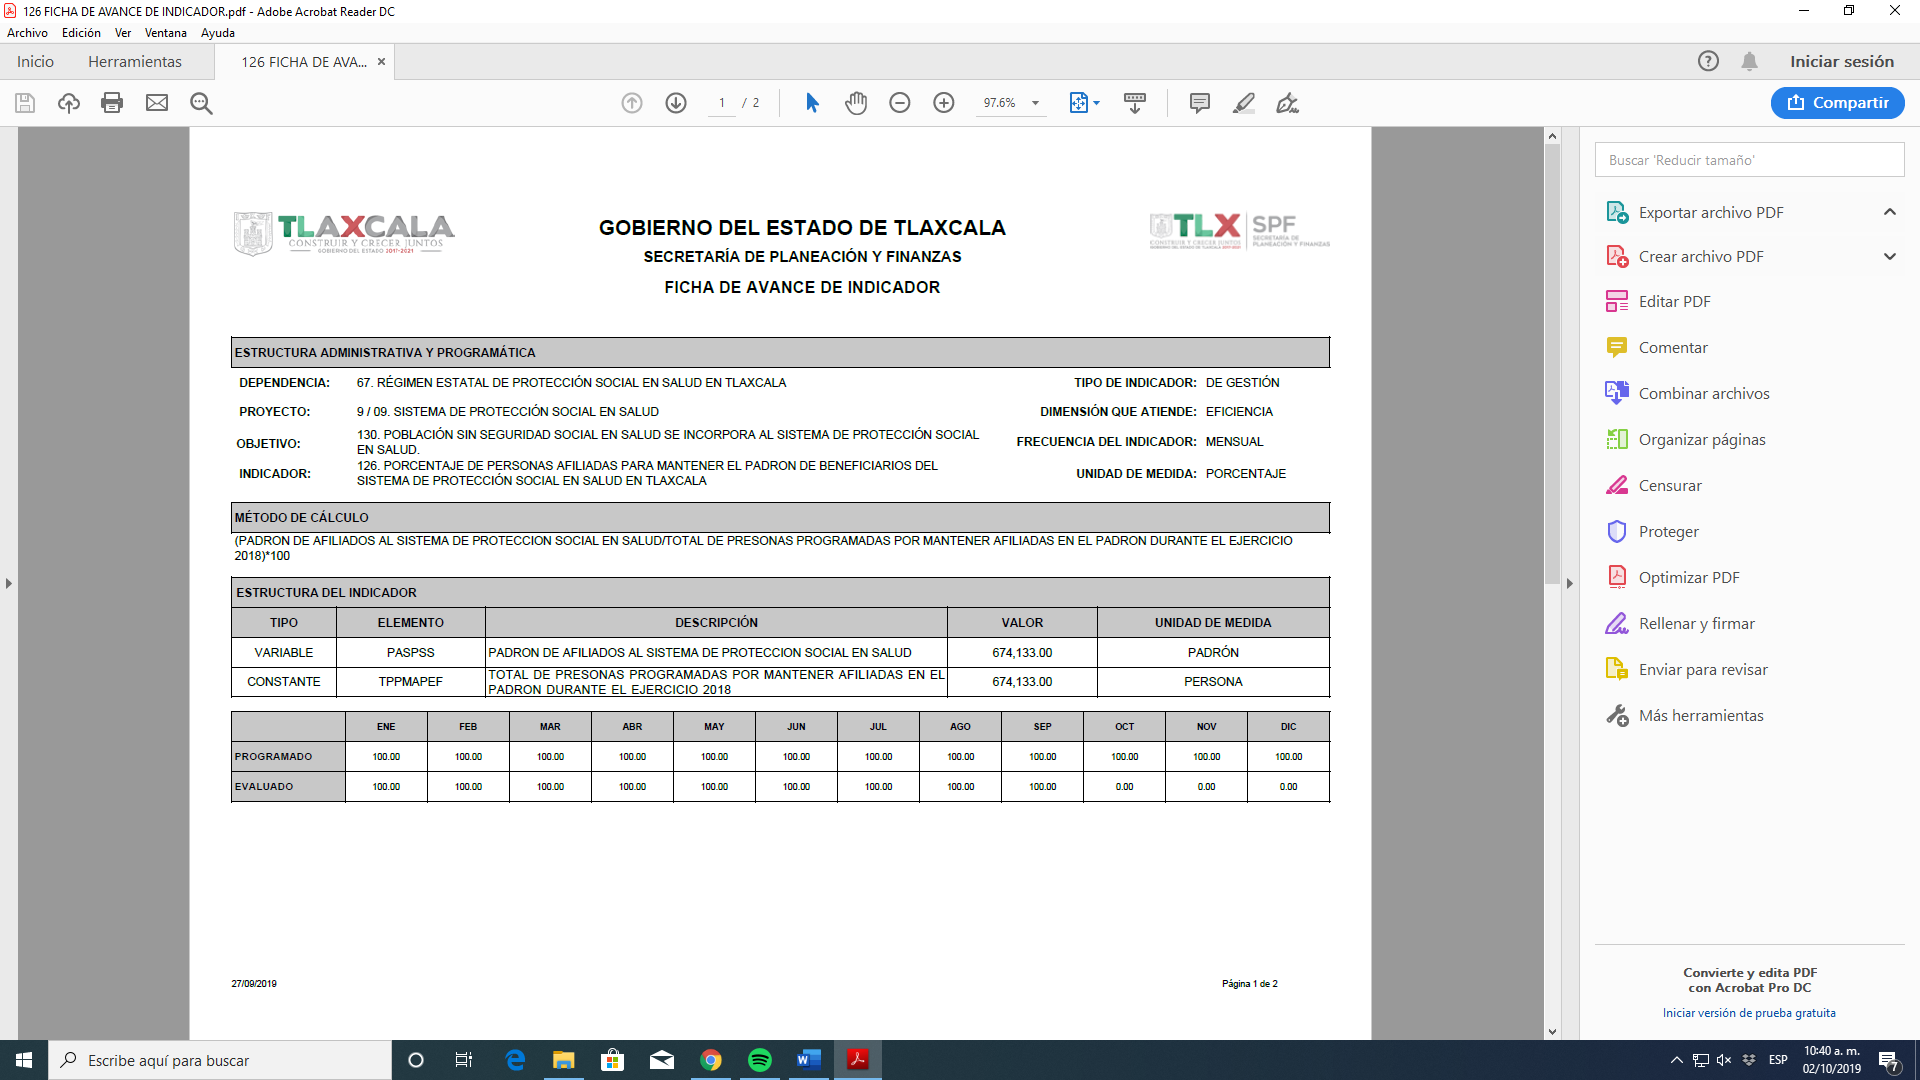 126 FICHA DE AVANCE DE INDICADOR.pdf - Adobe Acrobat Reader DC
Archivo Edición Ver Ventana Ayuda
Inicio Herramientas 126 FICHA DE AVA... × Iniciar sesión
1 / 2 97.6% Compartir
TLAXCALA
CONSTRUIR Y CRECER JUNTOS
GOBIERNO DEL ESTADO 2017-2021
GOBIERNO DEL ESTADO DE TLAXCALA
SECRETARÍA DE PLANEACIÓN Y FINANZAS
FICHA DE AVANCE DE INDICADOR
TLX SPF
CONSTRUIR Y CRECER JUNTOS
SECRETARÍA DE
PLANEACIÓN Y FINANZAS
ESTRUCTURA ADMINISTRATIVA Y PROGRAMÁTICA
DEPENDENCIA: 67. RÉGIMEN ESTATAL DE PROTECCIÓN SOCIAL EN SALUD EN TLAXCALA TIPO DE INDICADOR: DE GESTIÓN
PROYECTO: 9 / 09. SISTEMA DE PROTECCIÓN SOCIAL EN SALUD DIMENSIÓN QUE ATIENDE: EFICIENCIA
OBJETIVO: 130. POBLACIÓN SIN SEGURIDAD SOCIAL EN SALUD SE INCORPORA AL SISTEMA DE PROTECCIÓN SOCIAL
EN SALUD. FRECUENCIA DEL INDICADOR: MENSUAL
INDICADOR: 126. PORCENTAJE DE PERSONAS AFILIADAS PARA MANTENER EL PADRON DE BENEFICIARIOS DEL
SISTEMA DE PROTECCIÓN SOCIAL EN SALUD EN TLAXCALA UNIDAD DE MEDIDA: PORCENTAJE
MÉTODO DE CÁLCULO
(PADRON DE AFILIADOS AL SISTEMA DE PROTECCION SOCIAL EN SALUD/TOTAL DE PRESONAS PROGRAMADAS POR MANTENER AFILIADAS EN EL PADRON DURANTE EL EJERCICIO
2018)*100
ESTRUCTURA DEL INDICADOR
TIPO ELEMENTO DESCRIPCIÓN VALOR UNIDAD DE MEDIDA
VARIABLE PASPSS PADRON DE AFILIADOS AL SISTEMA DE PROTECCION SOCIAL EN SALUD 674,133.00 PADRÓN
CONSTANTE TPPMAPEF TOTAL DE PRESONAS PROGRAMADAS POR MANTENER AFILIADAS EN EL
PADRON DURANTE EL EJERCICIO 2018 674,133.00 PERSONA
ENE FEB MAR ABR MAY JUN JUL AGO SEP OCT NOV DIC
PROGRAMADO 100.00 100.00 100.00 100.00 100.00 100.00 100.00 100.00 100.00 100.00 100.00 100.00
EVALUADO 100.00 100.00 100.00 100.00 100.00 100.00 100.00 100.00 100.00 0.00 0.00 0.00
27/09/2019 Página 1 de 2
Buscar 'Reducir tamaño'
Exportar archivo PDF
Crear archivo PDF
Editar PDF
Comentar
Combinar archivos
Organizar páginas
Censurar
Proteger
Optimizar PDF
Rellenar y firmar
Enviar para revisar
Más herramientas
Convierte y edita PDF
con Acrobat Pro DC
Iniciar versión de prueba gratuita
Escribe aquí para buscar
ESP
10:40 a. m.
02/10/2019
7